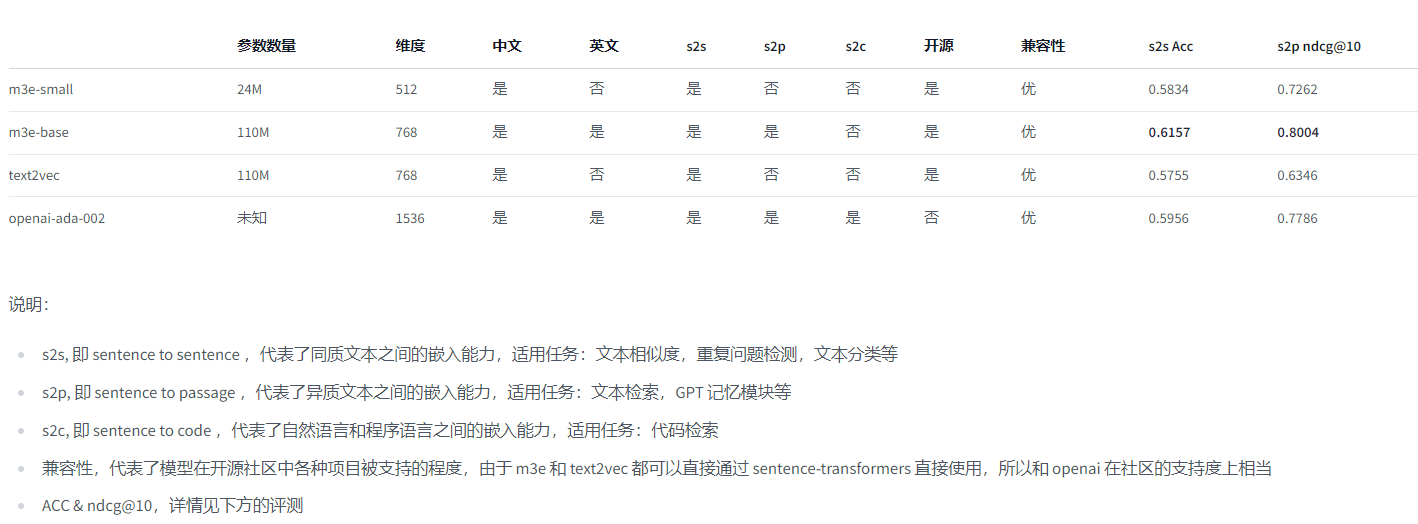 参数数量 维度 中文 英文 s2s s2p s2c 开源 兼容性 s2s Acc s2p ndcg@10
m3e-small 24M 512 是 否 是 否 否 是 优 0.5834 0.7262
m3e-base 110M 768 是 是 是 是 否 是 优 0.6157 0.8004
text2vec 110M 768 是 否 是 否 否 是 优 0.5755 0.6346
openai-ada-002 未知 1536 是 是 是 是 是 否 优 0.5956 0.7786
说明：
s2s, 即 sentence to sentence ，代表了同质文本之间的嵌入能力，适用任务：文本相似度，重复问题检测，文本分类等
s2p, 即 sentence to passage ，代表了异质文本之间的嵌入能力，适用任务：文本检索，GPT 记忆模块等
s2c, 即 sentence to code ，代表了自然语言和程序语言之间的嵌入能力，适用任务：代码检索
兼容性，代表了模型在开源社区中各种项目被支持的程度，由于 m3e 和 text2vec 都可以直接通过 sentence-transformers 直接使用，所以和 openai 在社区的支持度上相当
ACC & ndcg@10，详情见下方的评测